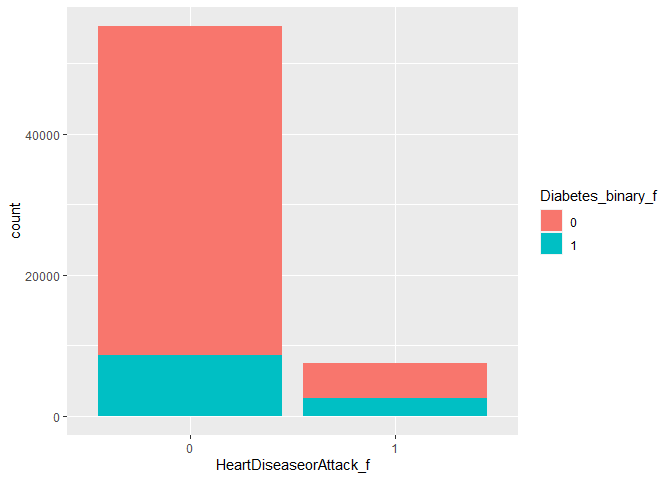 40000
20000
0
count
0
1
HeartDiseaseorAttack_f
Diabetes_binary_f
0
1